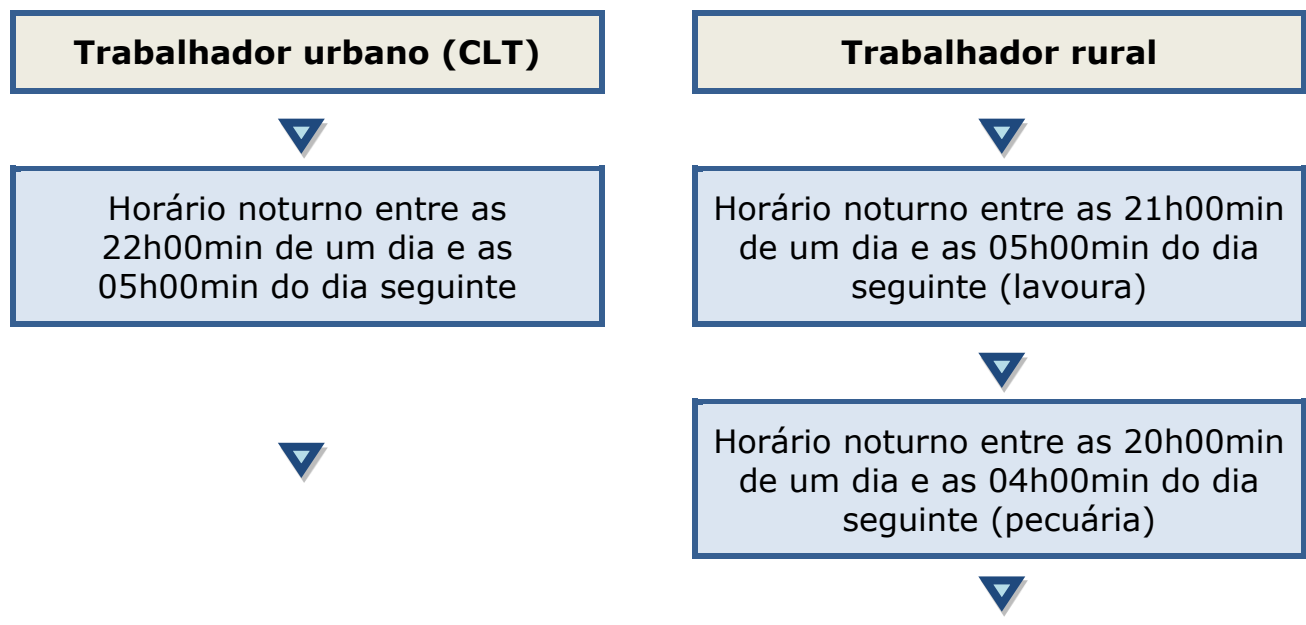 Trabalhador urbano (CLT)
Horário noturno entre as
22h00min de um dia e as
05h00min do dia seguinte
Trabalhador rural
Horário noturno entre as 21h00min
de um dia e as 05h00min do dia
seguinte (lavoura)
Horário noturno entre as 20h00min
de um dia e as 04h00min do dia
seguinte (pecuária)